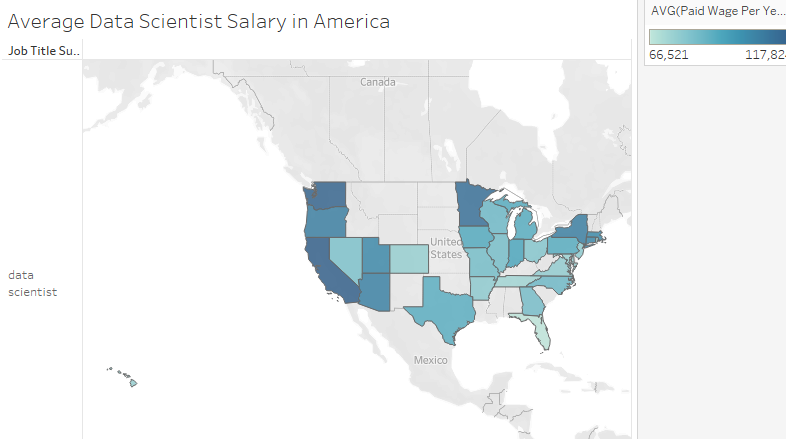 Average Data Scientist Salary in America
AVG(Paid Wage Per Ye...
66,521 117,82
Job Title Su..
Canada
United
States
Mexico
data
scientist